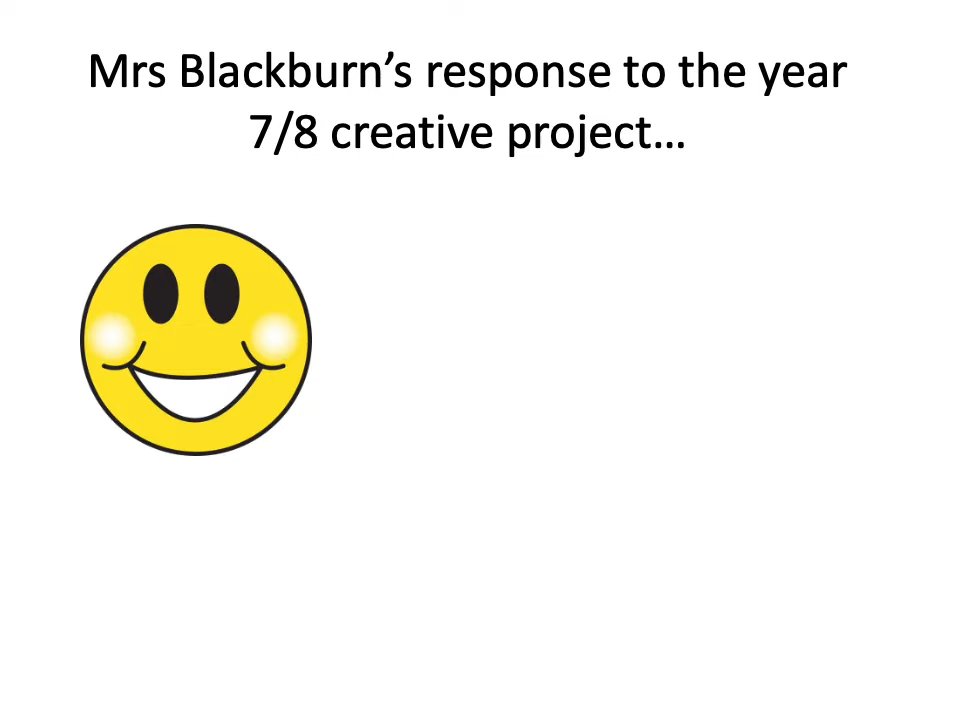 Mrs Blackburn’s response to the year
7/8 creative project…